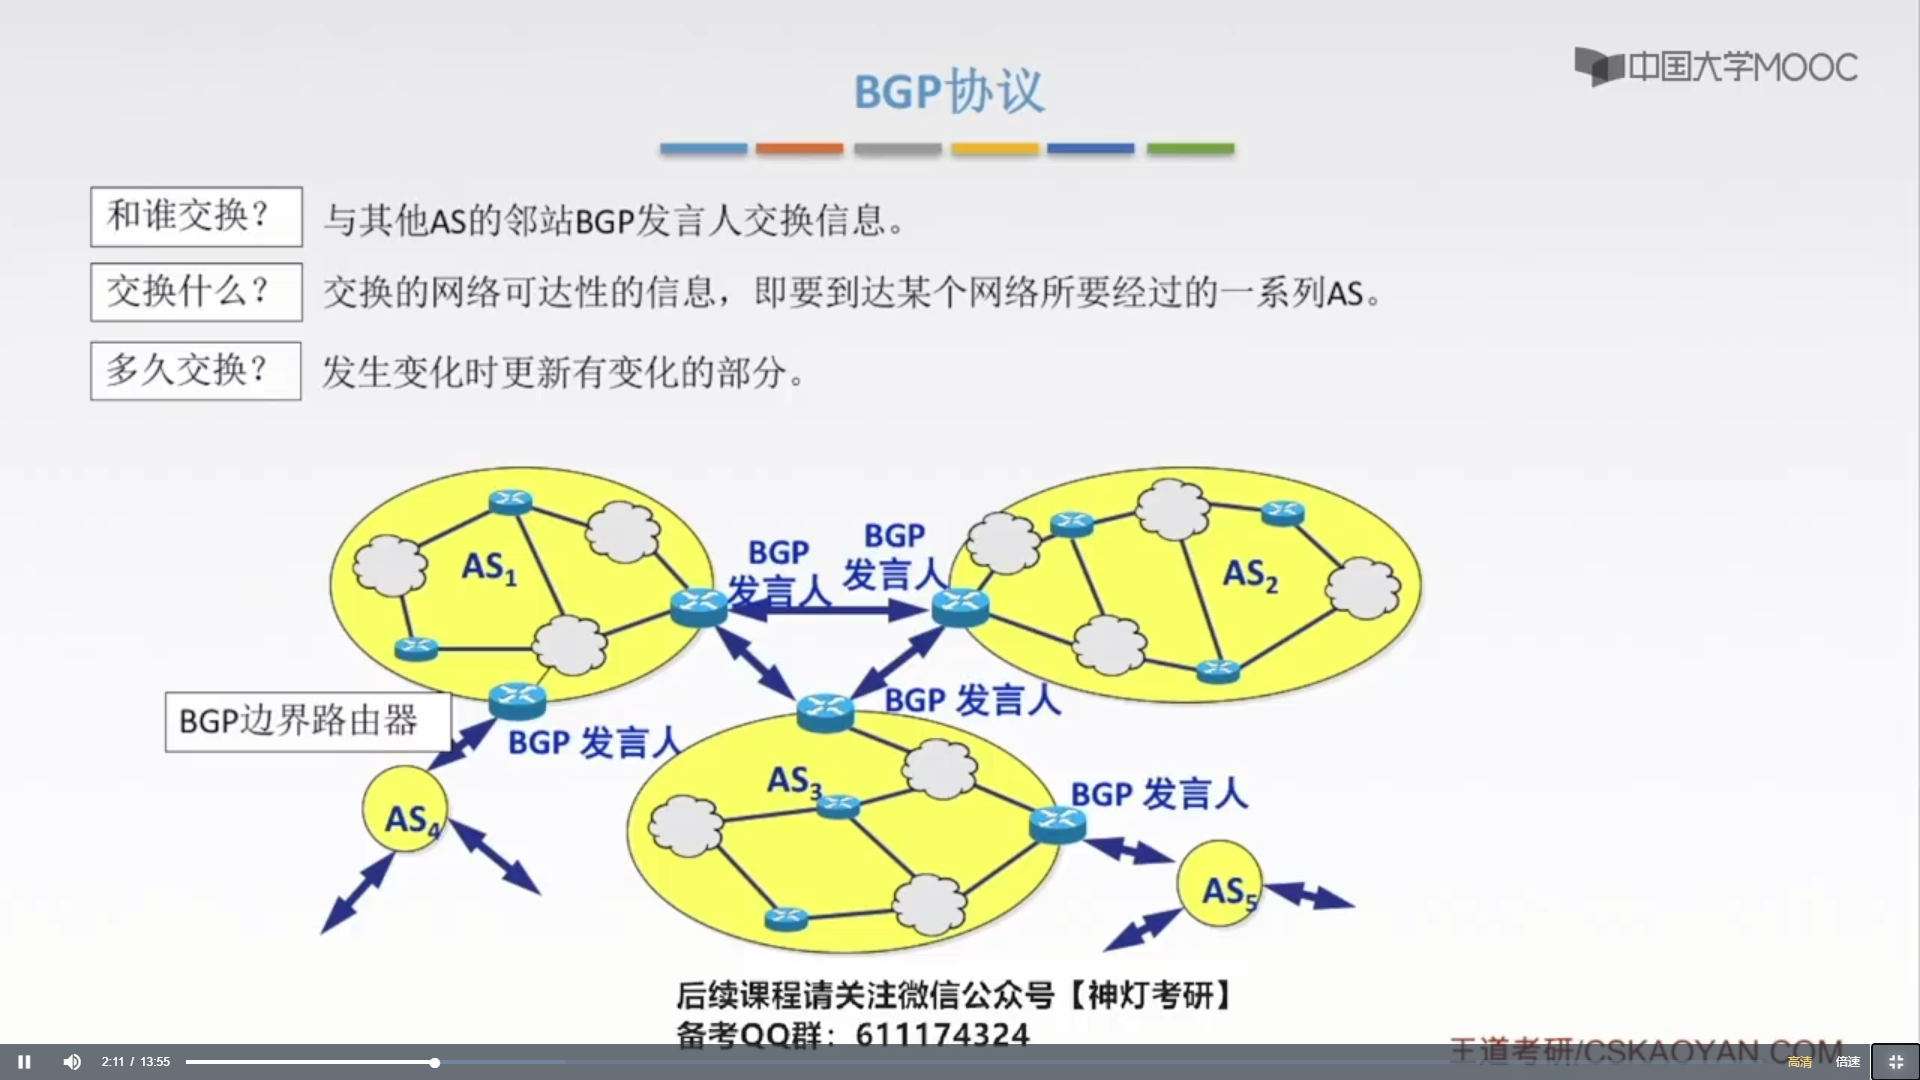 中国大学MOOC
BGP协议
和谁交换？ 与其他AS的邻站BGP发言人交换信息。
交换什么？ 交换的网络可达性的信息，即要到达某个网络所要经过的一系列AS。
多久交换？ 发生变化时更新有变化的部分。
BGP
发言人
BGP
发言人
AS1
AS2
BGP边界路由器
BGP 发言人
BGP 发言人
AS3
BGP 发言人
AS4
AS5
后续课程请关注微信公众号【神灯考研】
备考QQ群：611174324
王道考研/CSKAOYAN.COM
2:11 / 13:55
高清
倍速